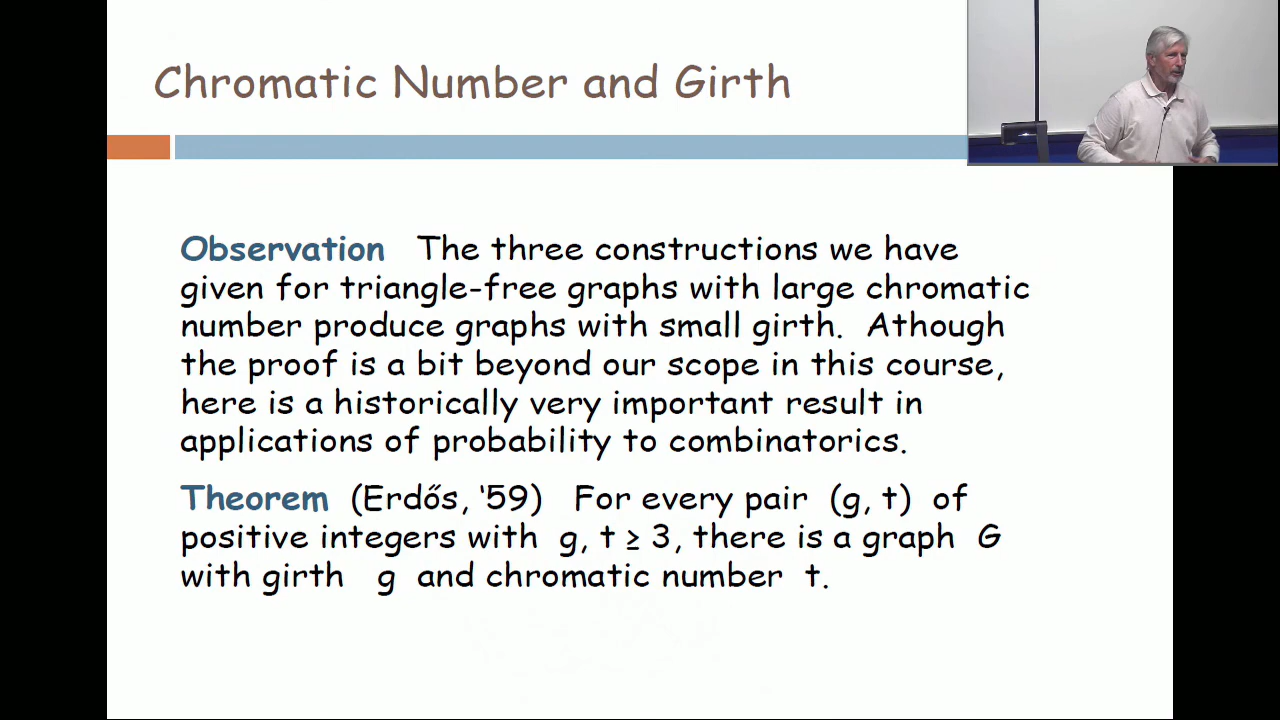 Chromatic Number and Girth
Observation The three constructions we have
given for triangle-free graphs with large chromatic
number produce graphs with small girth. Athough
the proof is a bit beyond our scope in this course,
here is a historically very important result in
applications of probability to combinatorics.
Theorem (Erdős, ‘59) For every pair (g, t) of
positive integers with g, t ≥ 3, there is a graph G
with girth g and chromatic number t.